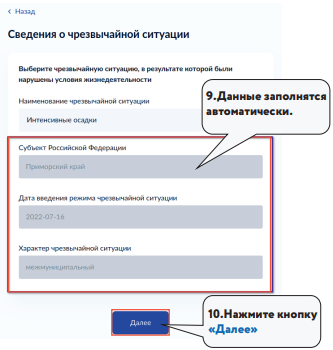 Назад
Сведения о чрезвычайной ситуации
Выберите чрезвычайную ситуацию, в результате которой были
нарушены условия жизнедеятельности
Наименование чрезвычайной ситуации
Интенсивные осадки
9.Данные заполнятся
автоматически.
Субъект Российской Федерации
Приморский край
Дата введения режима чрезвычайной ситуации
2022-07-16
Характер чрезвычайной ситуации
межмуниципальный
Далее
10.Нажмите кнопку
«Далее»